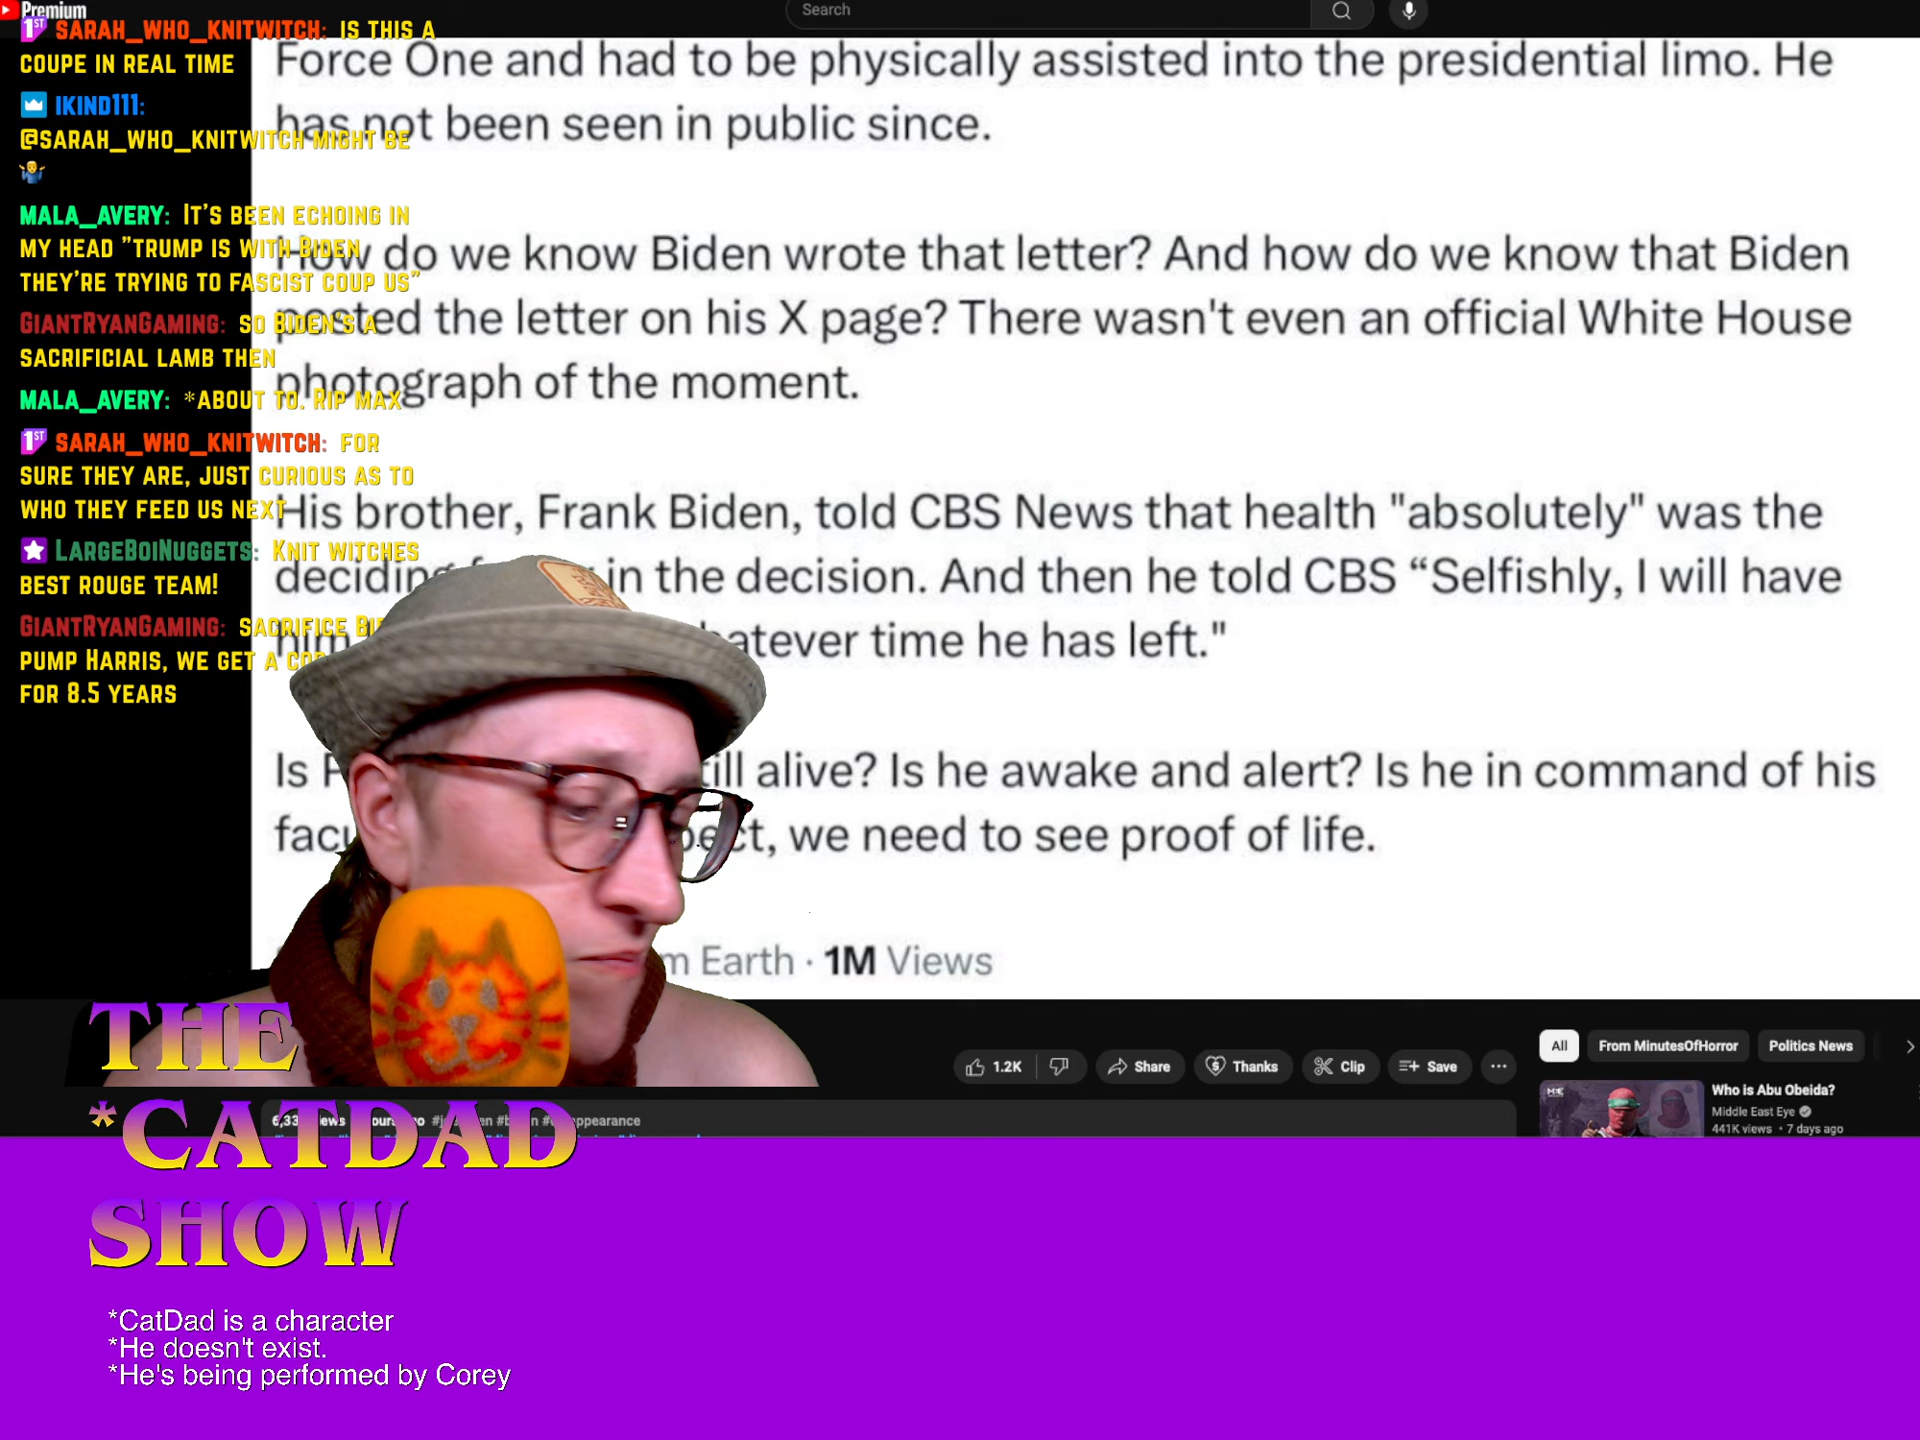 Premium
Search
SARAH_WHO_KNITWITCH: IS THIS A
COUPE IN REAL TIME
IKIND111:
@SARAH_WHO_KNITWITCH MIGHT BE
MALA_AVERY: IT'S BEEN ECHOING IN
MY HEAD "TRUMP IS WITH BIDEN
THEY'RE TRYING TO FASCIST COUP US"
GIANTRYANGAMING: SO BIDEN'S A
SACRIFICIAL LAMB THEN
MALA_AVERY: *ABOUT TO. RIP MAX
SARAH_WHO_KNITWITCH: FOR
SURE THEY ARE, JUST CURIOUS AS TO
WHO THEY FEED US NEXT
LARGEBOINUGGETS: KNIT WITCHES
BEST ROUGE TEAM!
GIANTRYANGAMING: SACRIFICE
PUMP HARRIS, WE GET A
FOR 8.5 YEARS
Force One and had to be physically assisted into the presidential limo. He
has not been seen in public since.
How do we know Biden wrote that letter? And how do we know that Biden
posted the letter on his X page? There wasn't even an official White House
photograph of the moment.
His brother, Frank Biden, told CBS News that health "absolutely" was the
deciding in the decision. And then he told CBS “Selfishly, I will have
him time he has left."
Is alive? Is he awake and alert? Is he in command of his
we need to see proof of life.
Earth · 1M Views
1.2K
Share
Thanks
Clip
Save
All
From MinutesOfHorror
Politics News
Who is Abu Obeida?
Middle East Eye
441K views • 7 days ago
THE
*CATDAD
SHOW
*CatDad is a character
*He doesn't exist.
*He's being performed by Corey